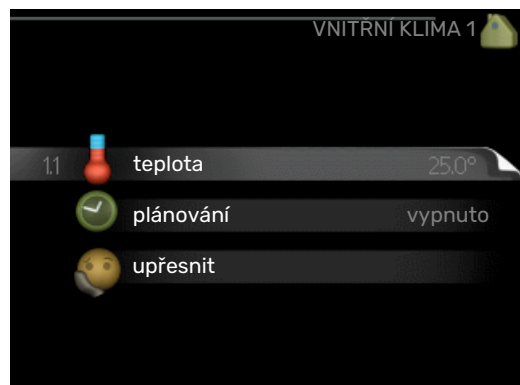 VNITŘNÍ KLIMA 1
1.1 teplota 25.0°
plánování vypnuto
upřesnit